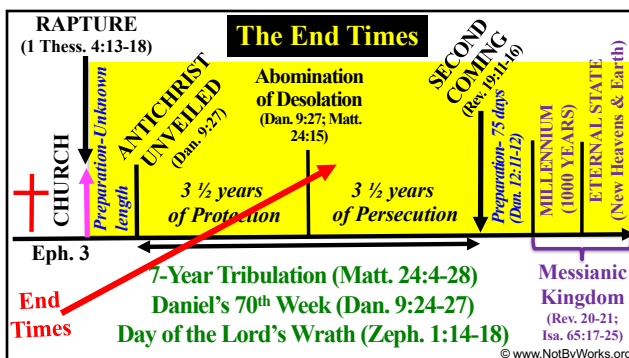 The End Times
RAPTURE
(1 Thess. 4:13-18)
CHURCH
Eph. 3
Preparation-Unknown
length
ANTICHRIST
UNVEILED
(Dan. 9:27)
3 ½ years
of Protection
Abomination
of Desolation
(Dan. 9:27; Matt.
24:15)
3 ½ years
of Persecution
SECOND
COMING
(Rev. 19:11-16)
Preparation- 75 days
(Dan. 12:11-12)
MILLENNIUM
(1000 YEARS)
ETERNAL STATE
(New Heavens & Earth)
End
Times
7-Year Tribulation (Matt. 24:4-28)
Daniel's 70th Week (Dan. 9:24-27)
Day of the Lord's Wrath (Zeph. 1:14-18)
Messianic
Kingdom
(Rev. 20-21;
Isa. 65:17-25)
© www.NotByWorks.org